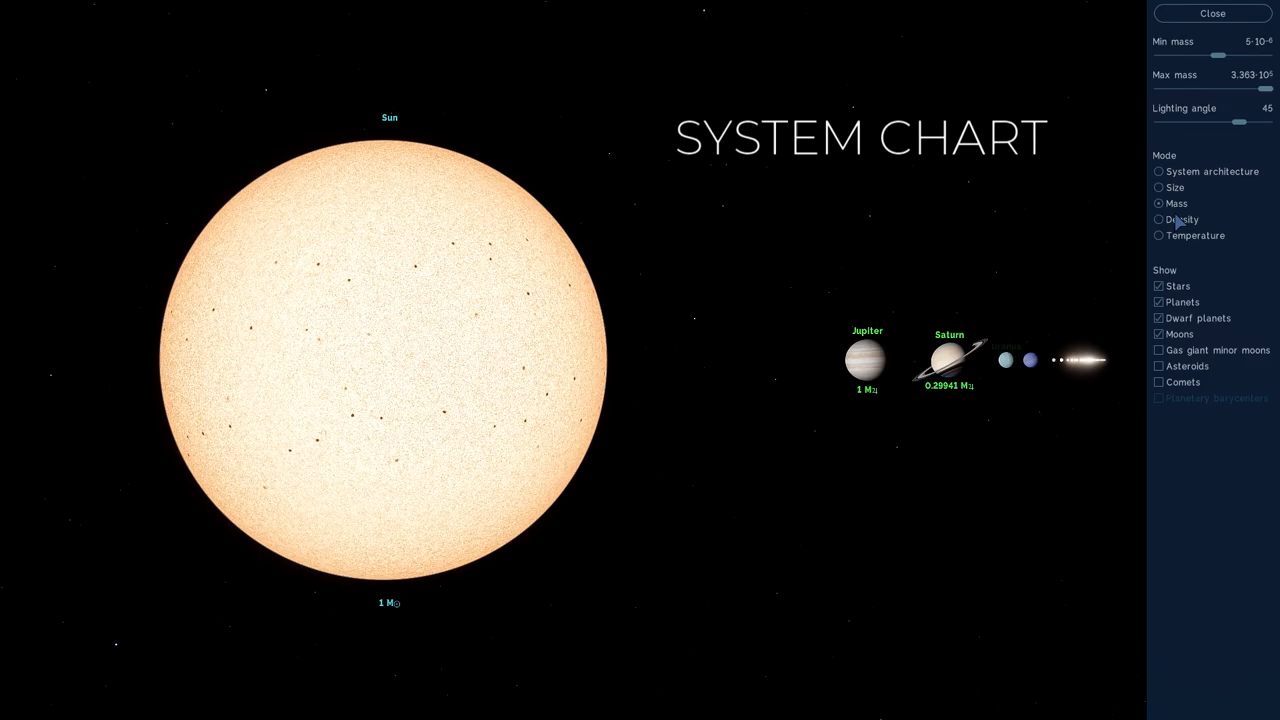 Close
Min mass 5·10⁻⁶
Max mass 3.363·10⁵
Lighting angle 45
Sun
SYSTEM CHART
Mode
System architecture
Size
Mass
Density
Temperature
Show
Stars
Planets
Dwarf planets
Moons
Gas giant minor moons
Asteroids
Comets
Planetary barycenters
Jupiter
Saturn
Uranus
1 M♃
0.29941 M♃
1 M☉